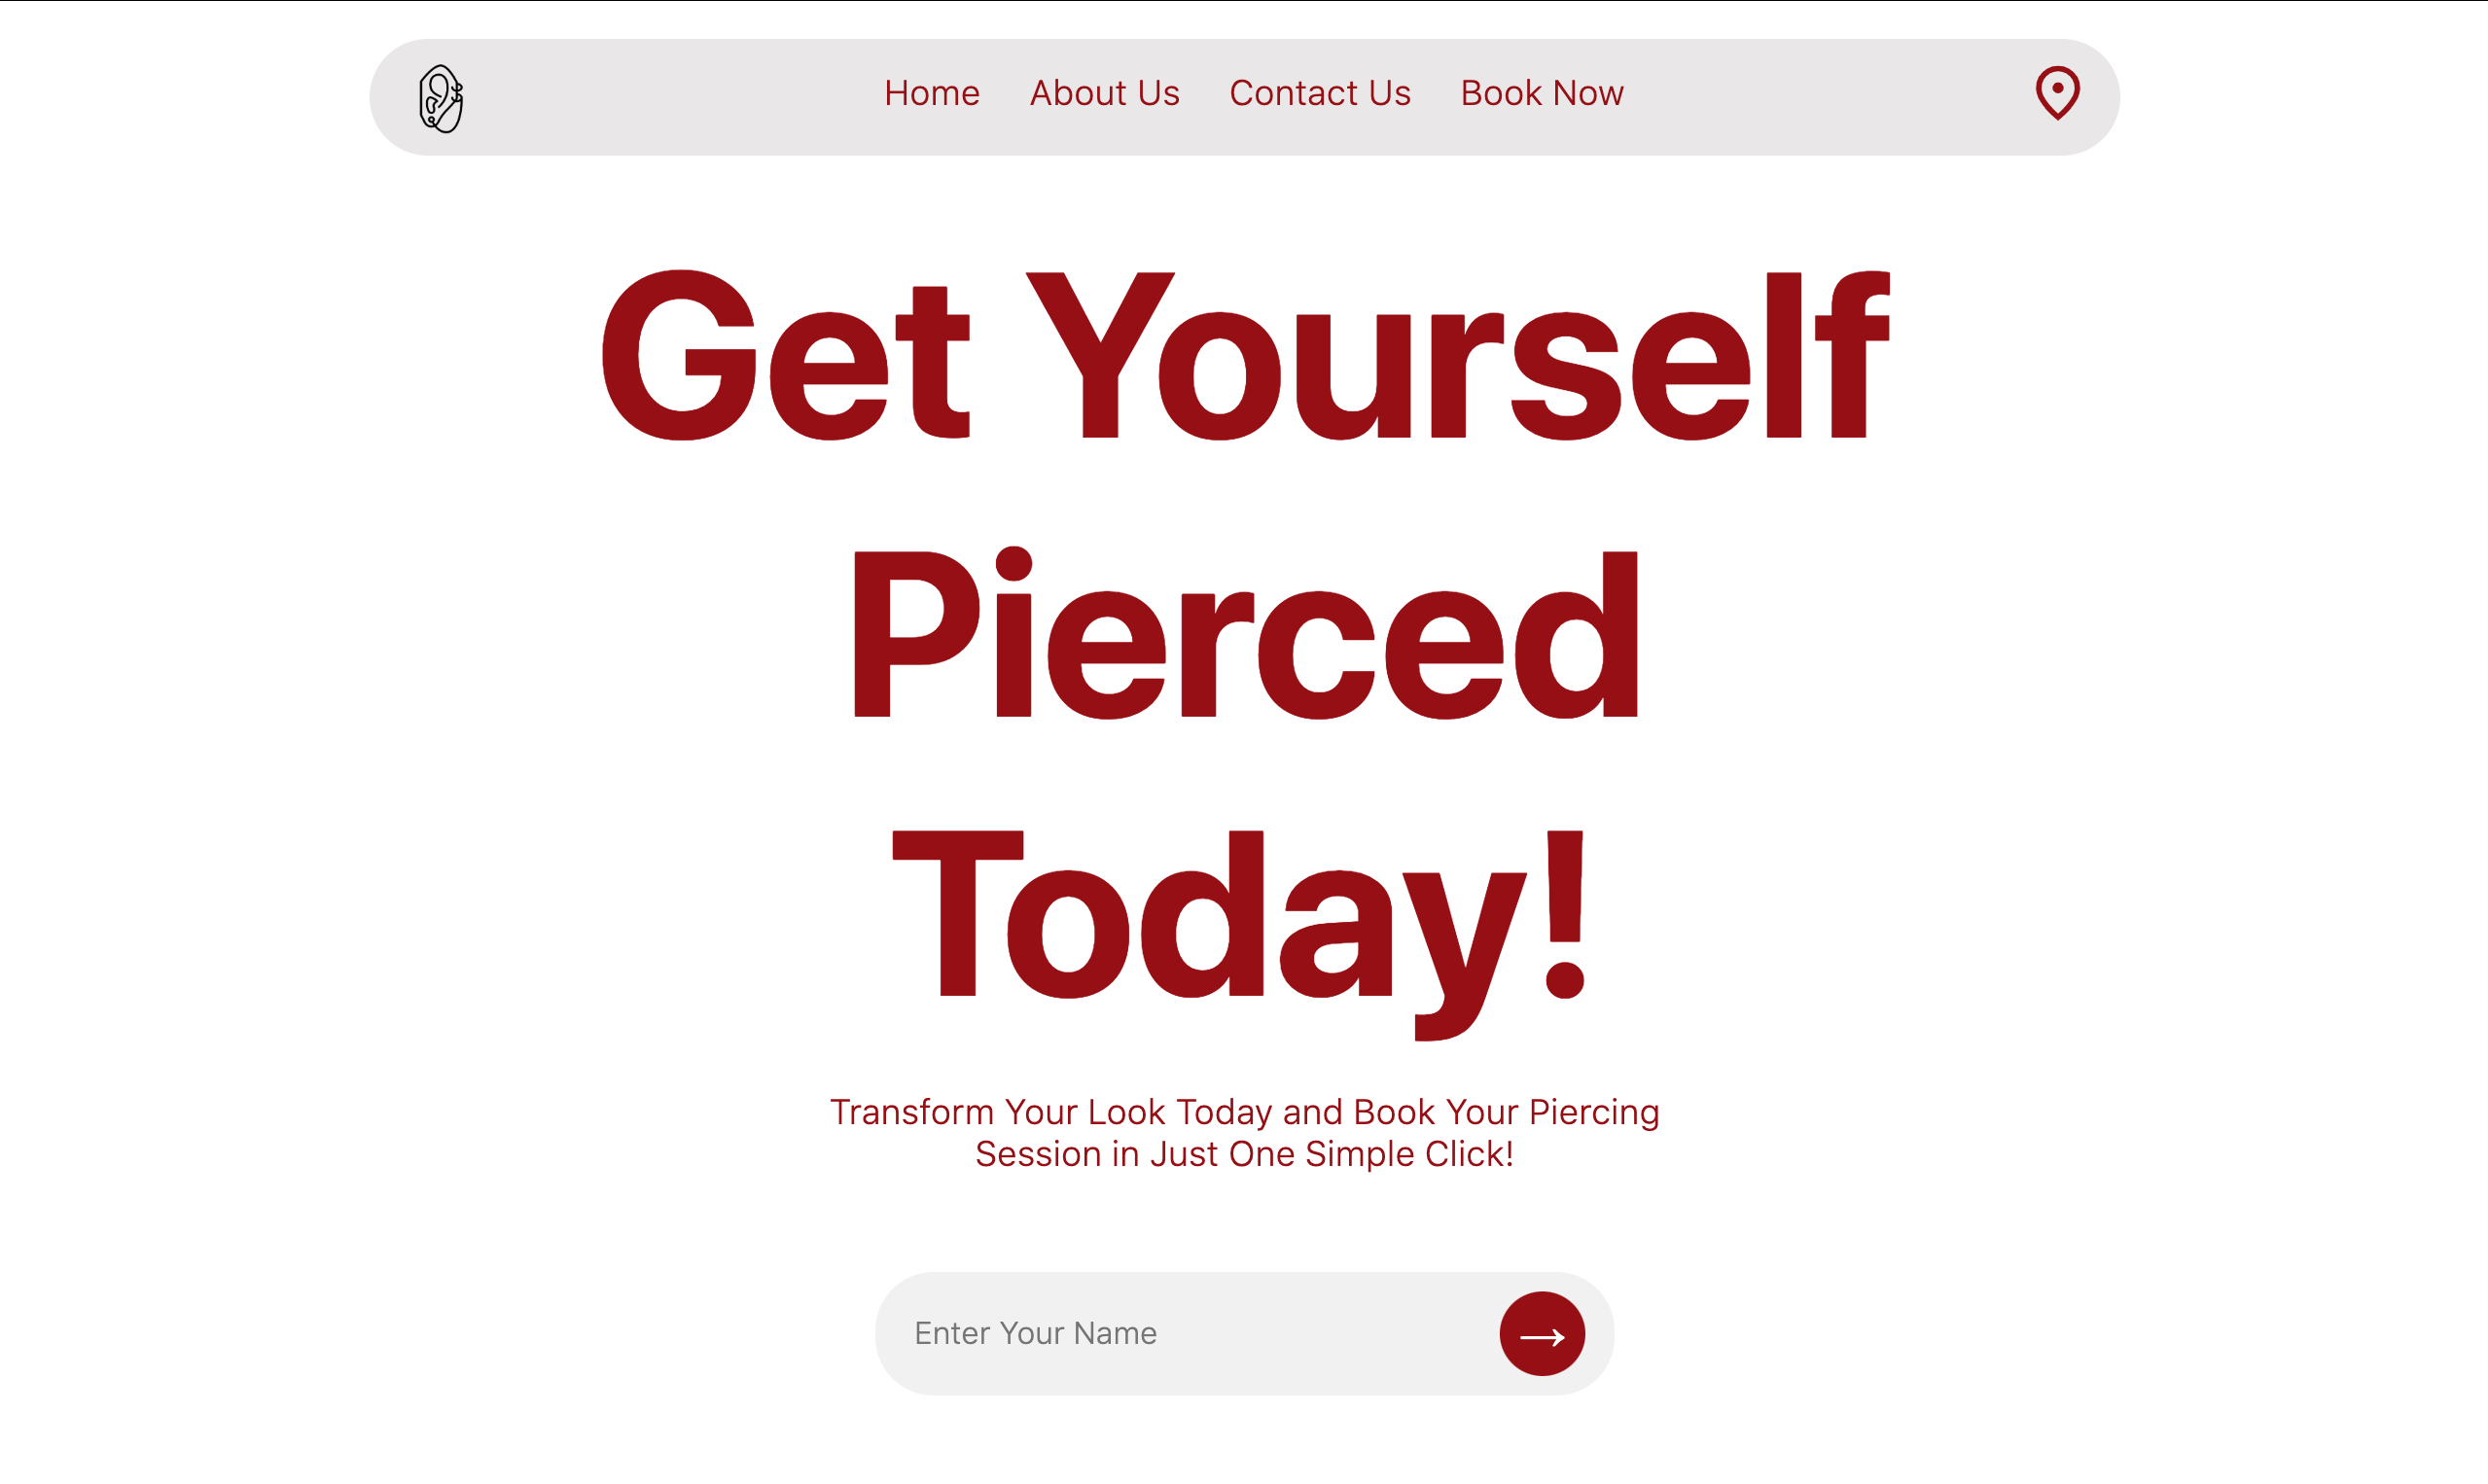 Home About Us Contact Us Book Now
Get Yourself
Pierced
Today!
Transform Your Look Today and Book Your Piercing
Session in Just One Simple Click!
Enter Your Name